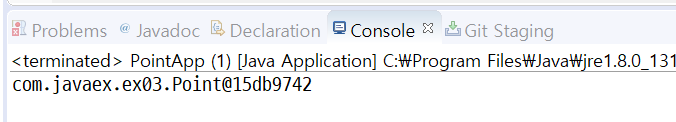 Problems @ Javadoc Declaration Console Git Staging
<terminated> PointApp (1) [Java Application] C:₩Program Files₩Java₩jre1.8.0_131
com.javaex.ex03.Point@15db9742